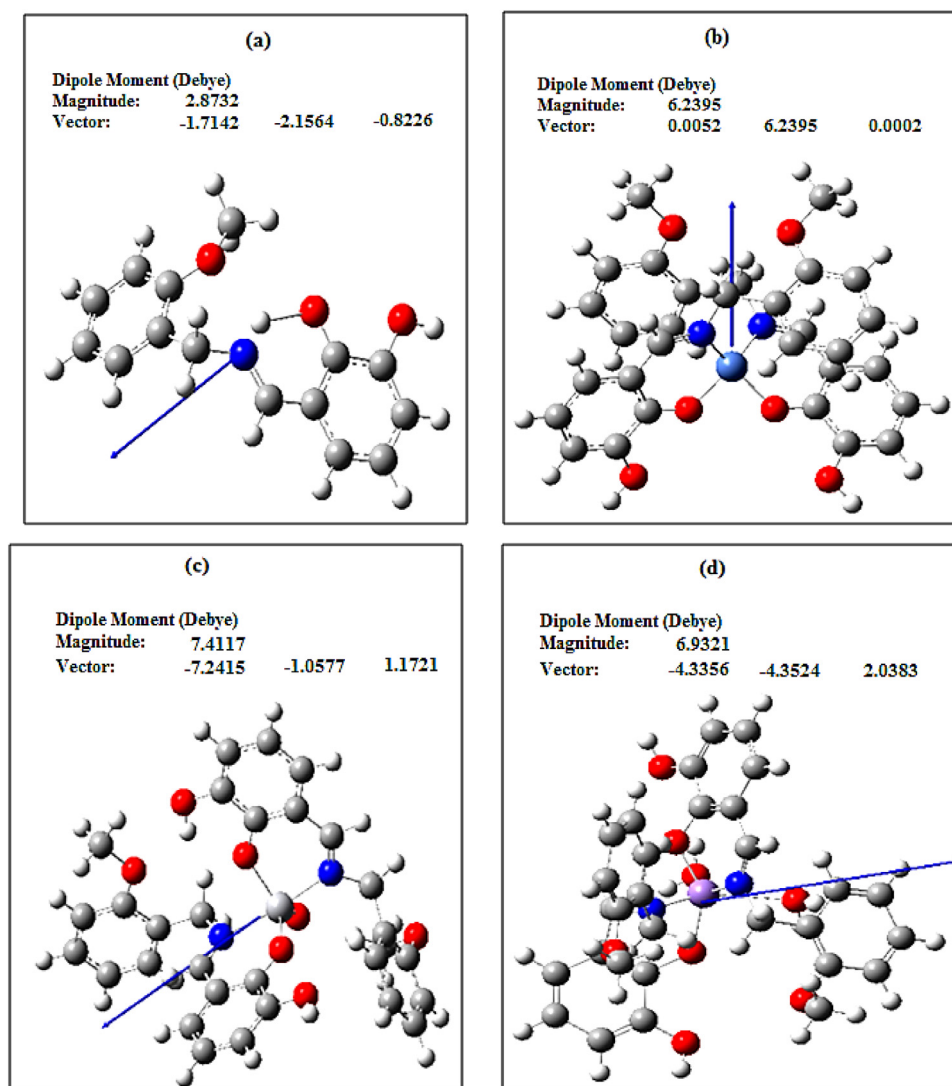 (a)
Dipole Moment (Debye)
Magnitude: 2.8732
Vector: -1.7142 -2.1564 -0.8226
(b)
Dipole Moment (Debye)
Magnitude: 6.2395
Vector: 0.0052 6.2395 0.0002
(c)
Dipole Moment (Debye)
Magnitude: 7.4117
Vector: -7.2415 -1.0577 1.1721
(d)
Dipole Moment (Debye)
Magnitude: 6.9321
Vector: -4.3356 -4.3524 2.0383